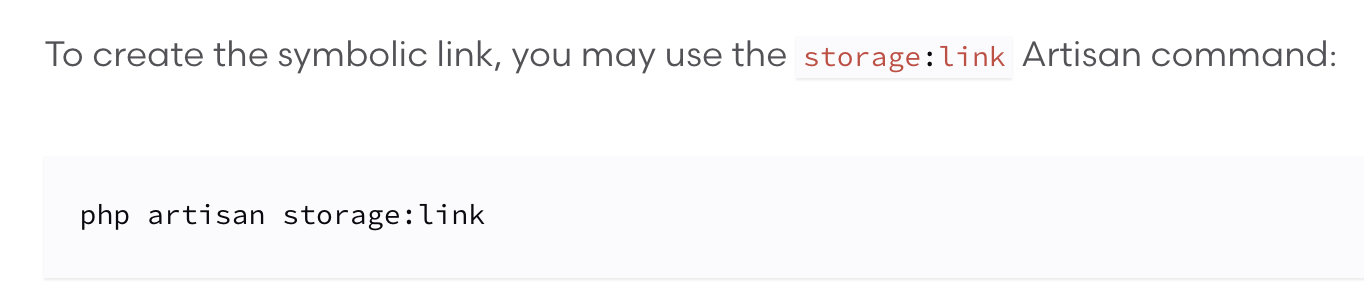 To create the symbolic link, you may use the storage:link Artisan command:
php artisan storage:link